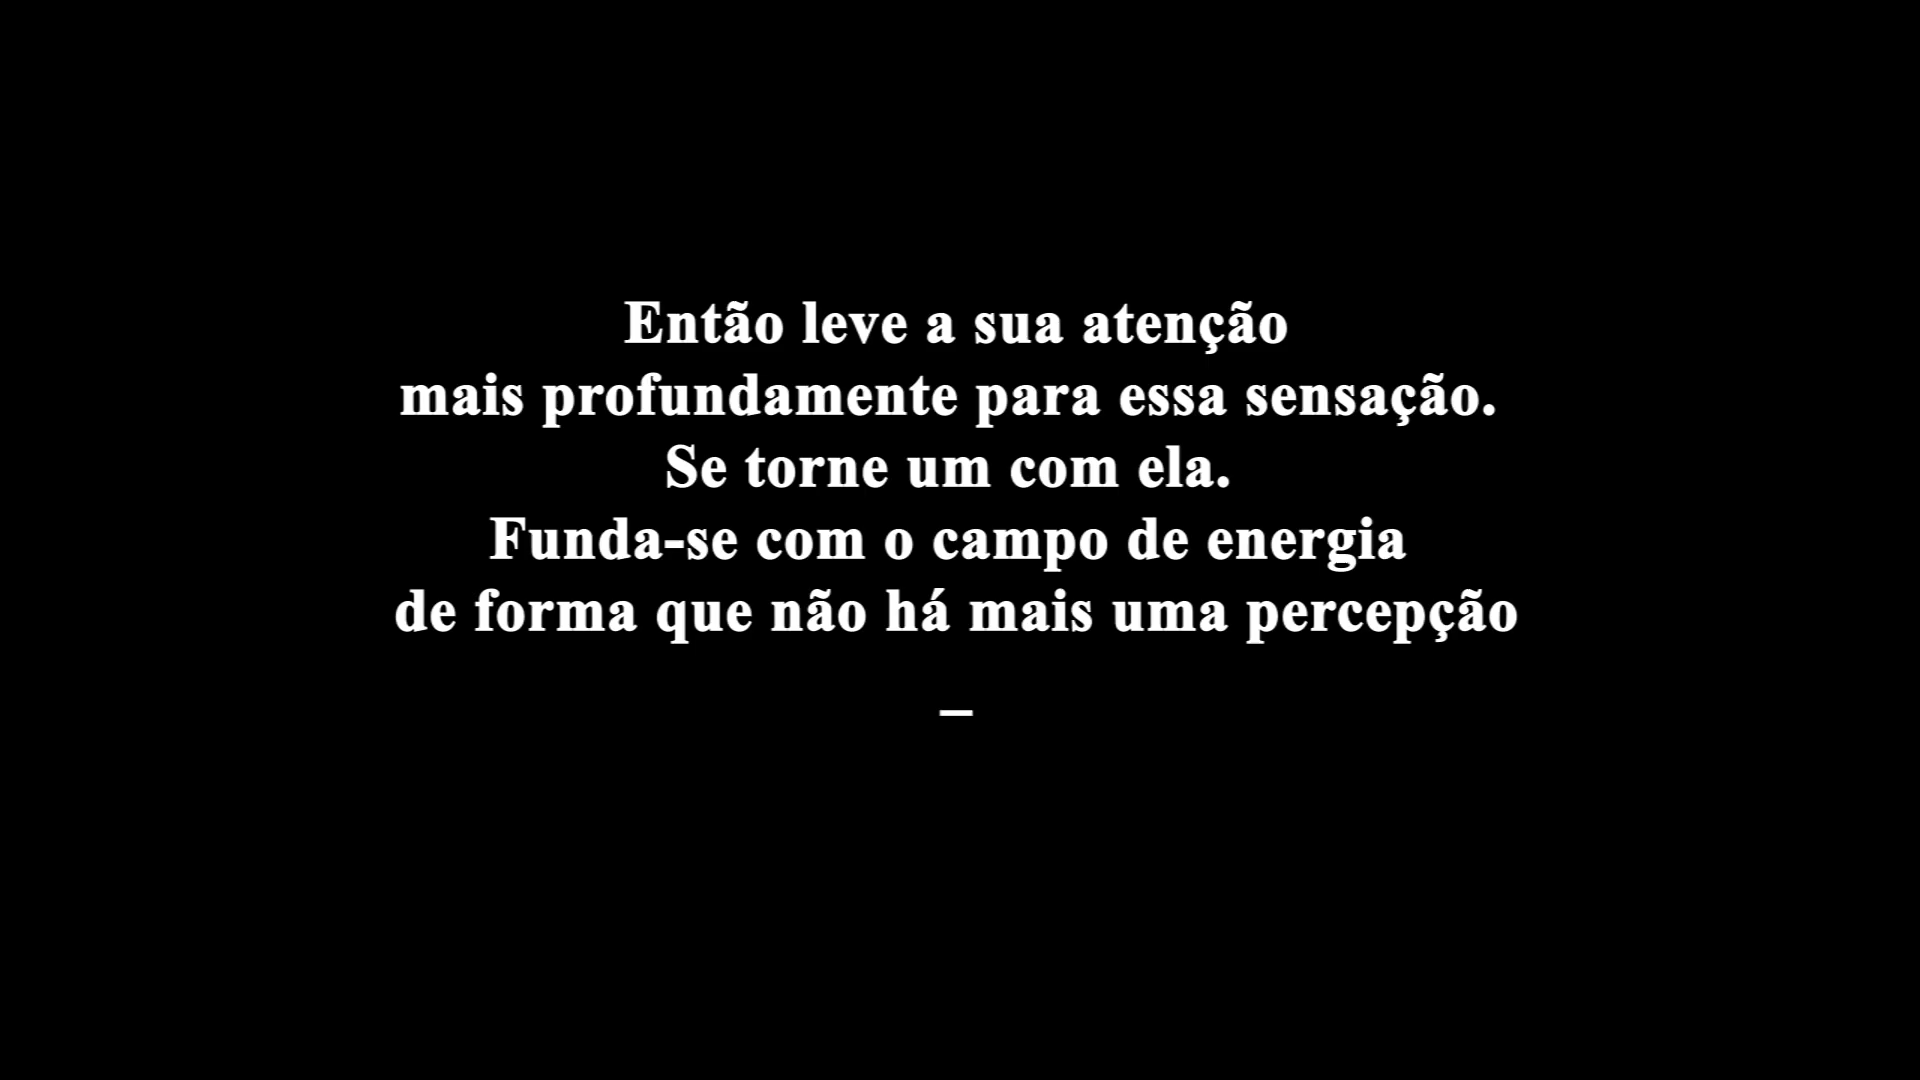 Então leve a sua atenção
mais profundamente para essa sensação.
Se torne um com ela.
Funda-se com o campo de energia
de forma que não há mais uma percepção
_